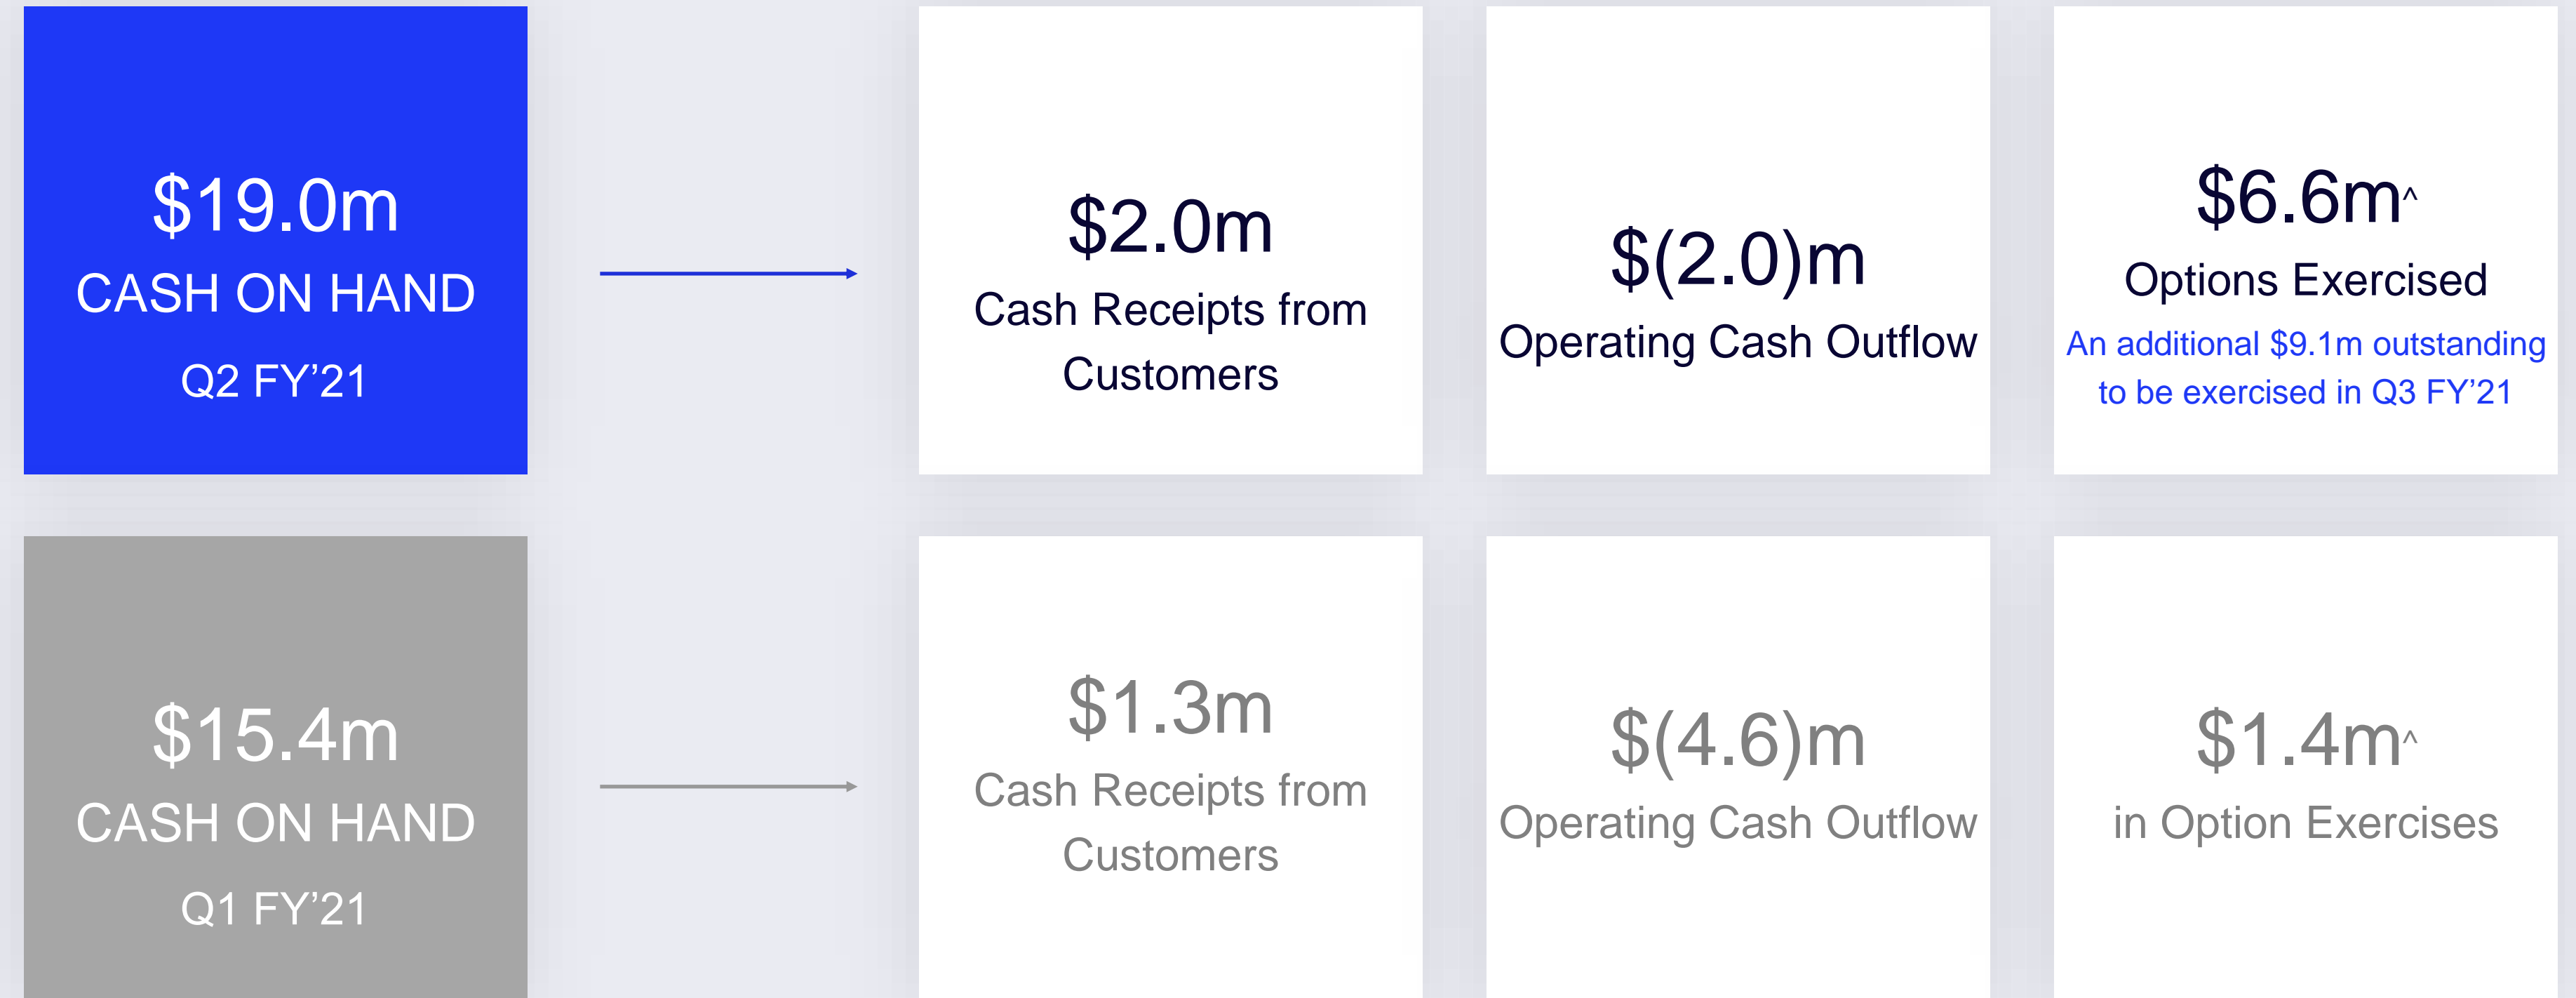 $19.0m
CASH ON HAND
Q2 FY’21
$2.0m
Cash Receipts from
Customers
$(2.0)m
Operating Cash Outflow
$6.6m^
Options Exercised
An additional $9.1m outstanding
to be exercised in Q3 FY’21
$15.4m
CASH ON HAND
Q1 FY’21
$1.3m
Cash Receipts from
Customers
$(4.6)m
Operating Cash Outflow
$1.4m^
in Option Exercises